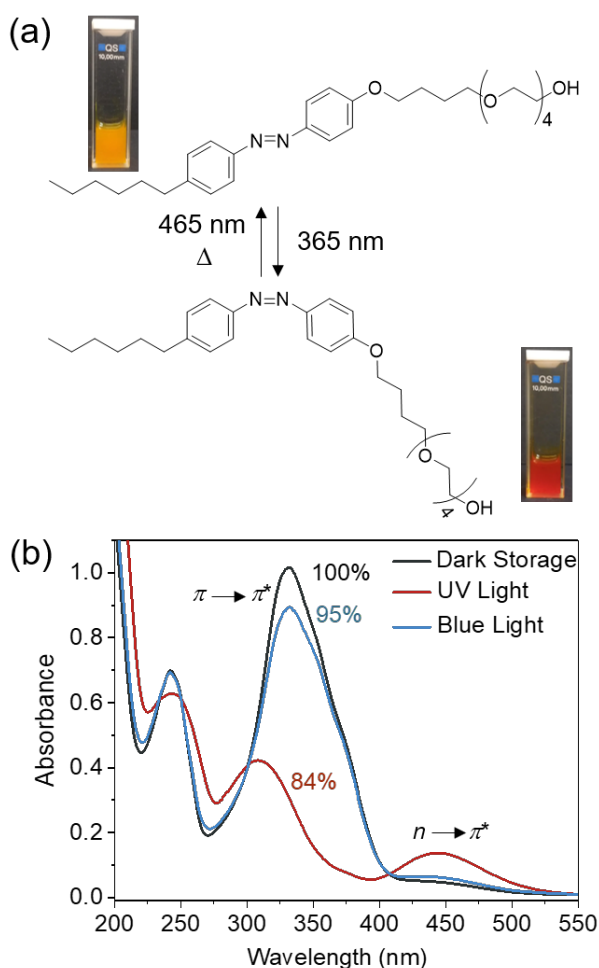 (a)
QS
10,00mm
O
O
OH
4
N=N
465 nm
365 nm
Δ
N=N
O
O
OH
4
QS
10,00mm
(b)
1.0
0.8
0.6
0.4
0.2
0.0
Absorbance
π → π*
100%
95%
84%
n → π*
Dark Storage
UV Light
Blue Light
200 250 300 350 400 450 500 550
Wavelength (nm)